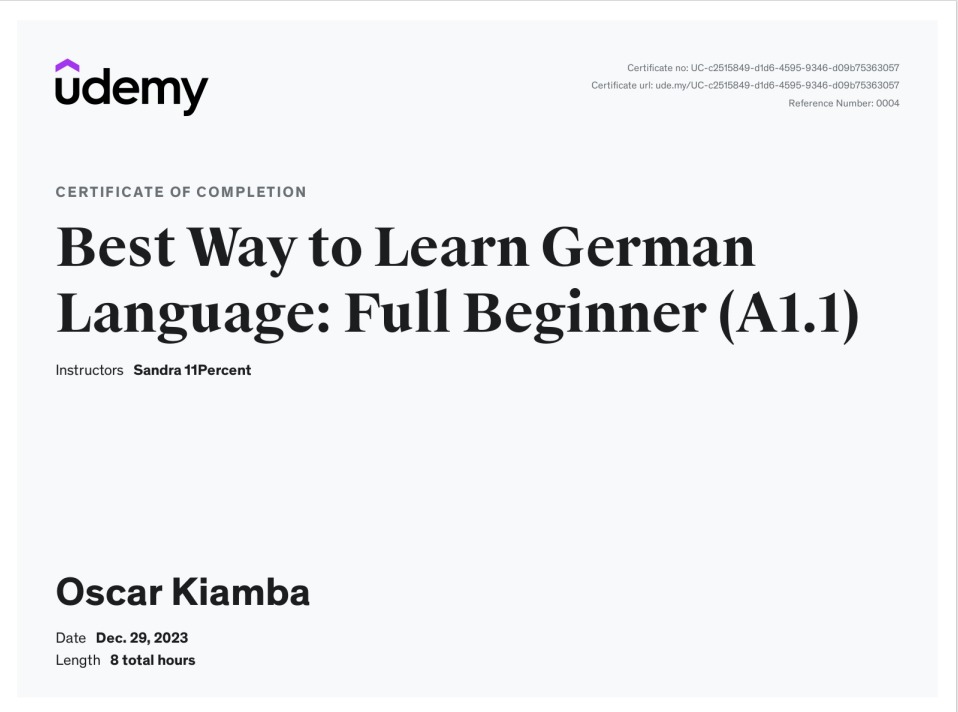 udemy
Certificate no: UC-c2515849-d1d6-4595-9346-d09b75363057
Certificate url: ude.my/UC-c2515849-d1d6-4595-9346-d09b75363057
Reference Number: 0004
CERTIFICATE OF COMPLETION
Best Way to Learn German
Language: Full Beginner (A1.1)
Instructors Sandra 11Percent
Oscar Kiamba
Date Dec. 29, 2023
Length 8 total hours